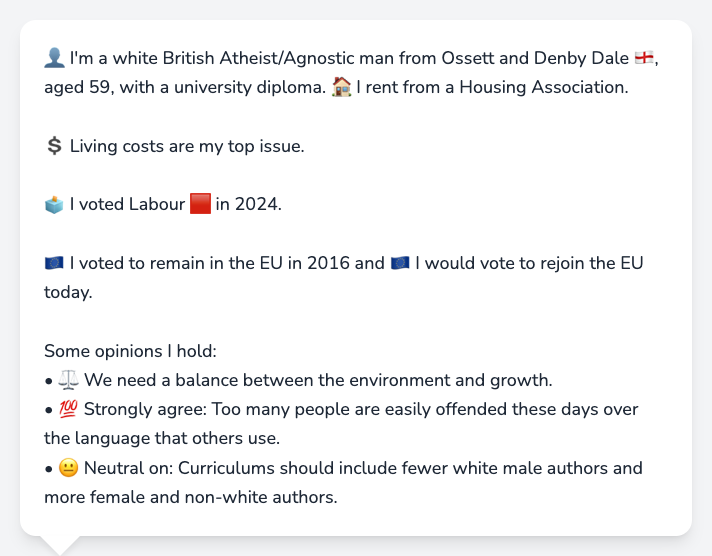 👤 I'm a white British Atheist/Agnostic man from Ossett and Denby Dale 🏴󠁧󠁢󠁥󠁮󠁧󠁿,
aged 59, with a university diploma. 🏠 I rent from a Housing Association.
💲 Living costs are my top issue.
🗳️ I voted Labour 🟥 in 2024.
🇪🇺 I voted to remain in the EU in 2016 and 🇪🇺 I would vote to rejoin the EU
today.
Some opinions I hold:
• ⚖️ We need a balance between the environment and growth.
• 💯 Strongly agree: Too many people are easily offended these days over
the language that others use.
• 😐 Neutral on: Curriculums should include fewer white male authors and
more female and non-white authors.